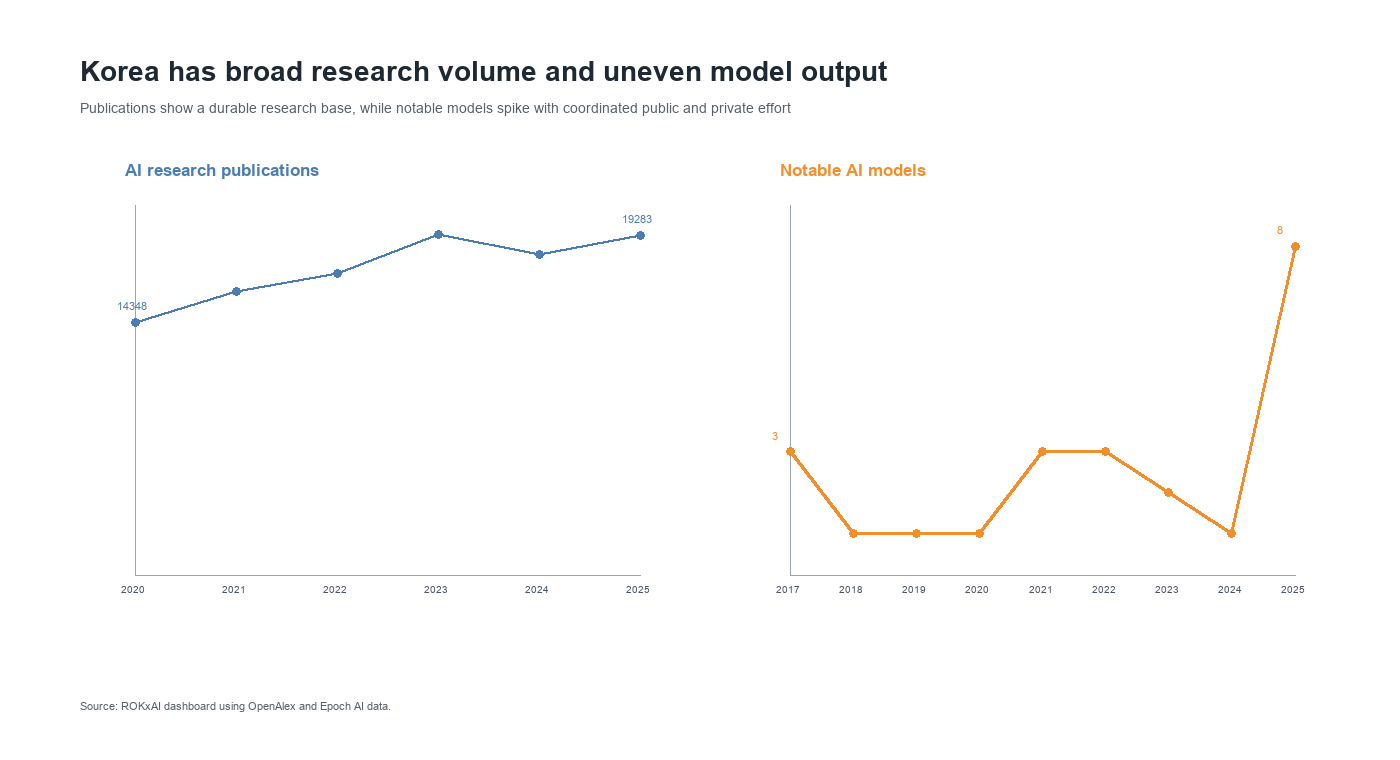 Korea has broad research volume and uneven model output
Publications show a durable research base, while notable models spike with coordinated public and private effort
AI research publications
19283
14348
2020 2021 2022 2023 2024 2025
Notable AI models
8
3
2017 2018 2019 2020 2021 2022 2023 2024 2025
Source: ROKxAI dashboard using OpenAlex and Epoch AI data.